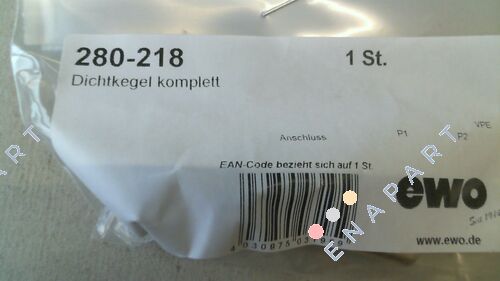 280-218 1 St.
Dichtkegel komplett
Anschluss P1 P2 VPE
EAN-Code bezieht sich auf 1 St.
ewo
www.ewo.de
ENAPART
ENAPART
ENAPART